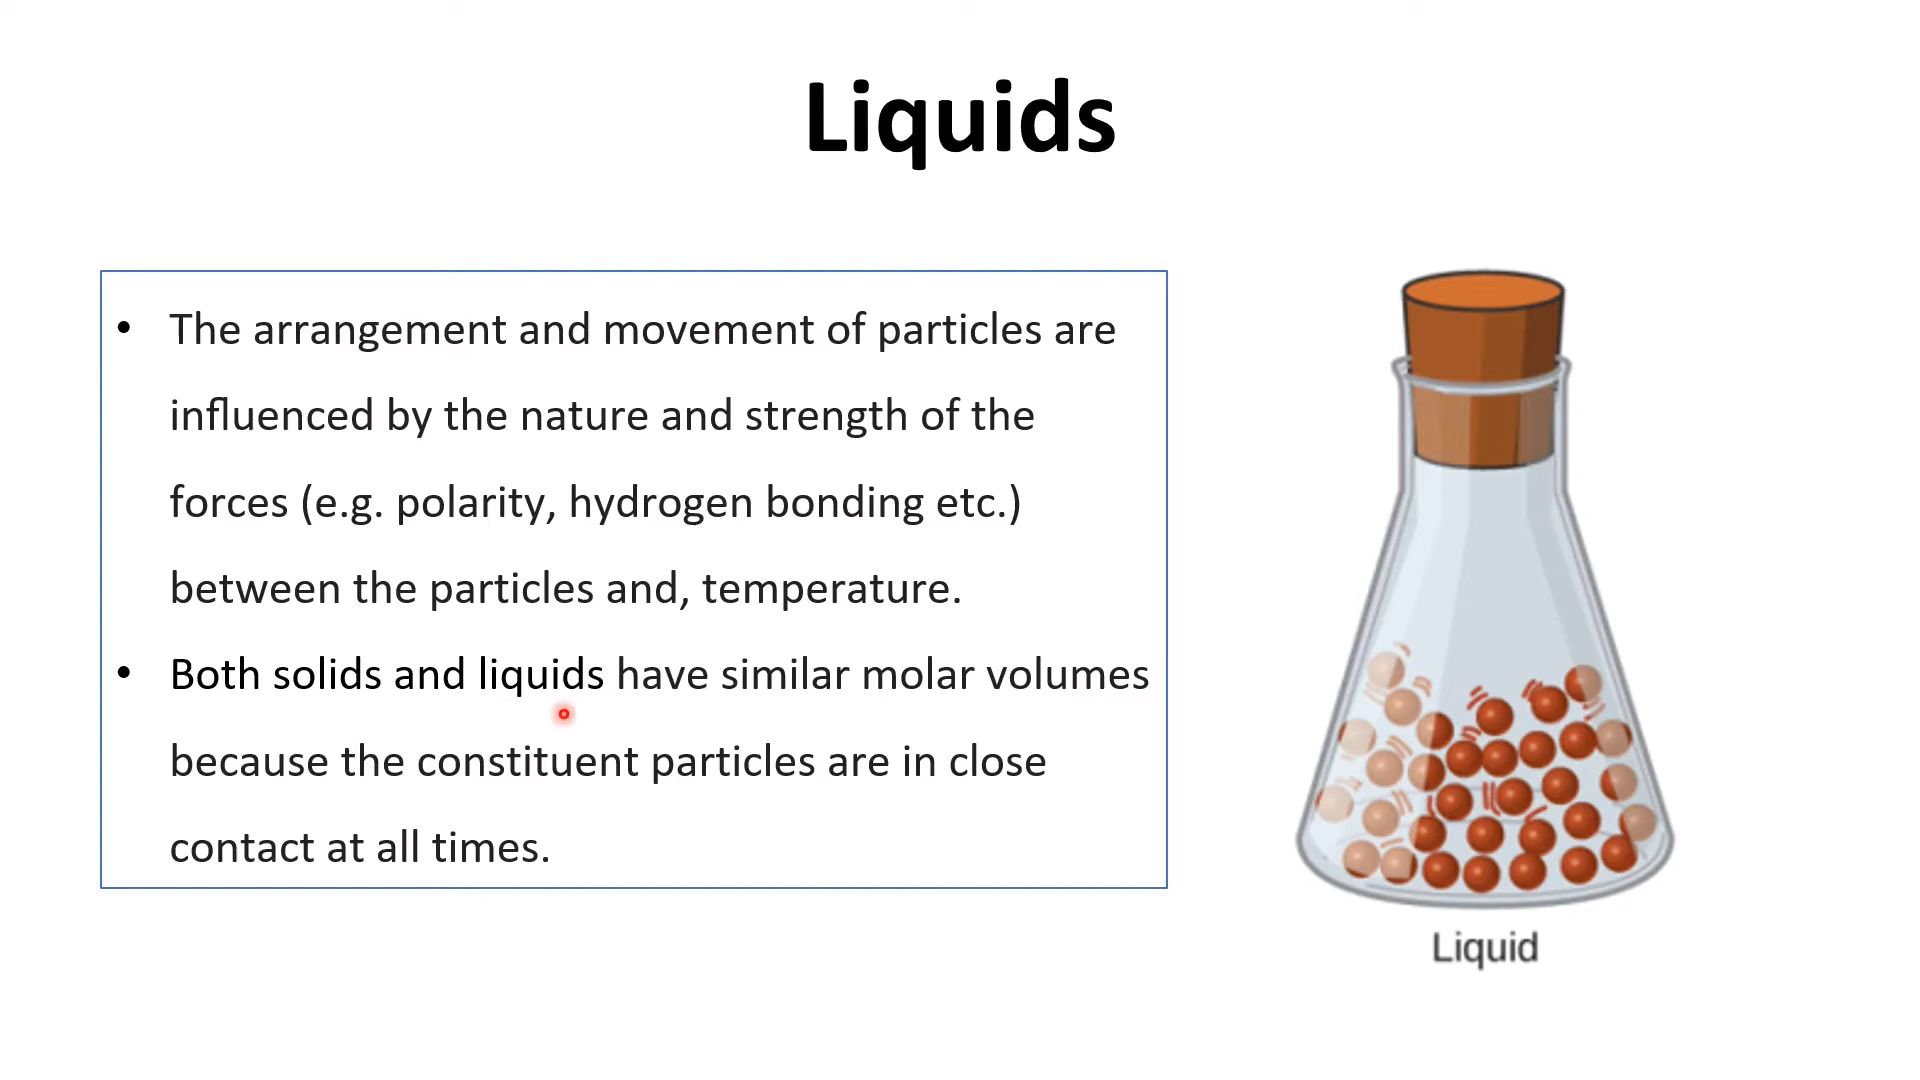 Liquids
• The arrangement and movement of particles are
influenced by the nature and strength of the
forces (e.g. polarity, hydrogen bonding etc.)
between the particles and, temperature.
• Both solids and liquids have similar molar volumes
because the constituent particles are in close
contact at all times.
Liquid